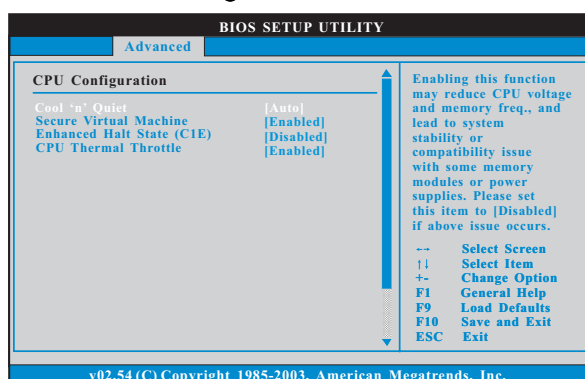 BIOS SETUP UTILITY
Advanced
CPU Configuration
Cool ‘n’ Quiet [Auto]
Secure Virtual Machine [Enabled]
Enhanced Halt State (C1E) [Disabled]
CPU Thermal Throttle [Enabled]
Enabling this function
may reduce CPU voltage
and memory freq., and
lead to system
stability or
compatibility issue
with some memory
modules or power
supplies. Please set
this item to [Disabled]
if above issue occurs.
←→ Select Screen
↑↓ Select Item
+- Change Option
F1 General Help
F9 Load Defaults
F10 Save and Exit
ESC Exit
v02.54 (C) Copyright 1985-2003, American Megatrends, Inc.